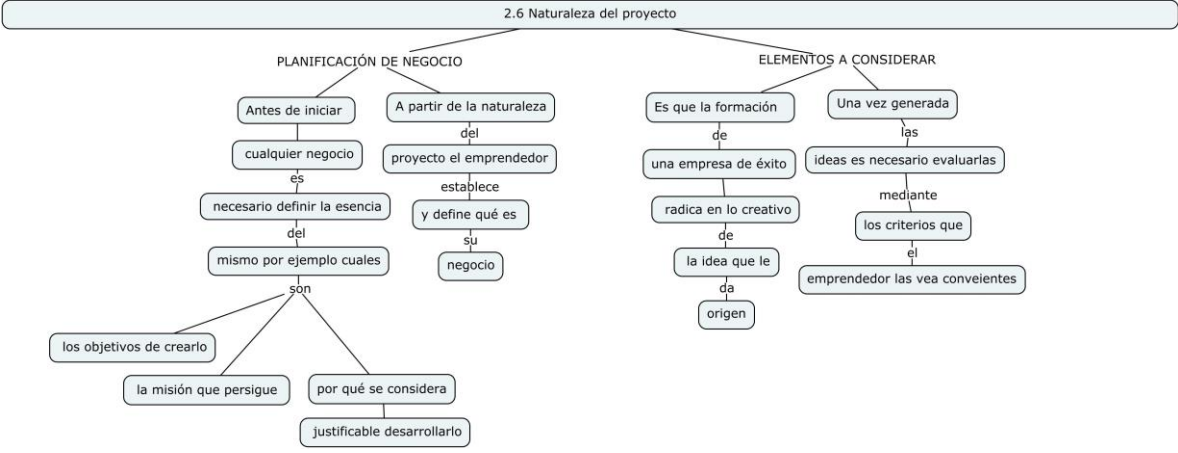 2.6 Naturaleza del proyecto
PLANIFICACIÓN DE NEGOCIO
Antes de iniciar
cualquier negocio
es
necesario definir la esencia
del
mismo por ejemplo cuales
son
los objetivos de crearlo
la misión que persigue
por qué se considera
justificable desarrollarlo
A partir de la naturaleza
del
proyecto el emprendedor
establece
y define qué es
su
negocio
ELEMENTOS A CONSIDERAR
Es que la formación
de
una empresa de éxito
radica en lo creativo
de
la idea que le
da
origen
Una vez generada
las
ideas es necesario evaluarlas
mediante
los criterios que
el
emprendedor las vea conveientes